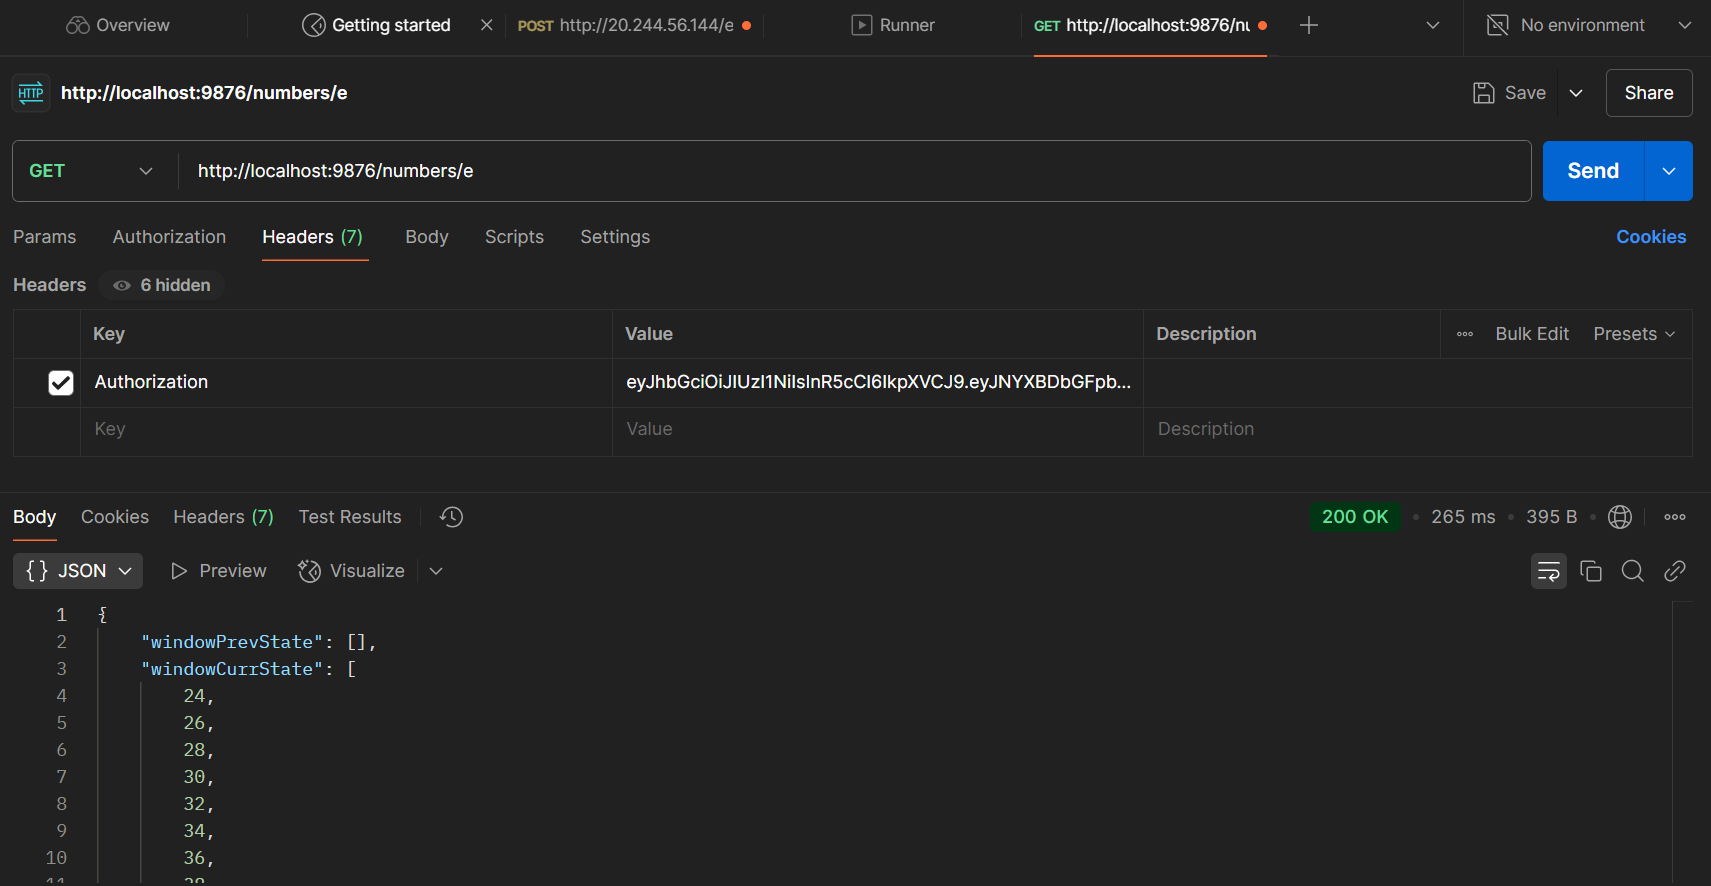 Overview
Getting started
POST http://20.244.56.144/e
Runner
GET http://localhost:9876/nu
No environment
HTTP http://localhost:9876/numbers/e
Save
Share
GET
http://localhost:9876/numbers/e
Send
Params Authorization Headers (7) Body Scripts Settings Cookies
Headers 6 hidden
Key Value Description Bulk Edit Presets
Authorization eyJhbGciOiJIUzI1NiIsInR5cCI6IkpXVCJ9.eyJNYXBDbGFpb... 
Key Value Description
Body Cookies Headers (7) Test Results 200 OK 265 ms 395 B
{} JSON Preview Visualize
1 {
2 "windowPrevState": [],
3 "windowCurrState": [
4 24,
5 26,
6 28,
7 30,
8 32,
9 34,
10 36,
11 38